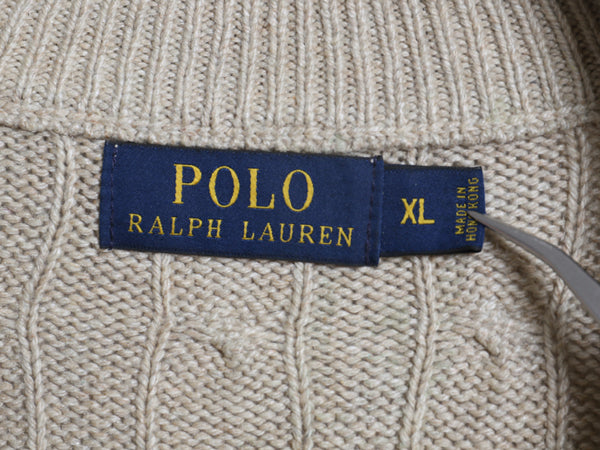 POLO
RALPH LAUREN
XL
MADE IN
HONG KONG